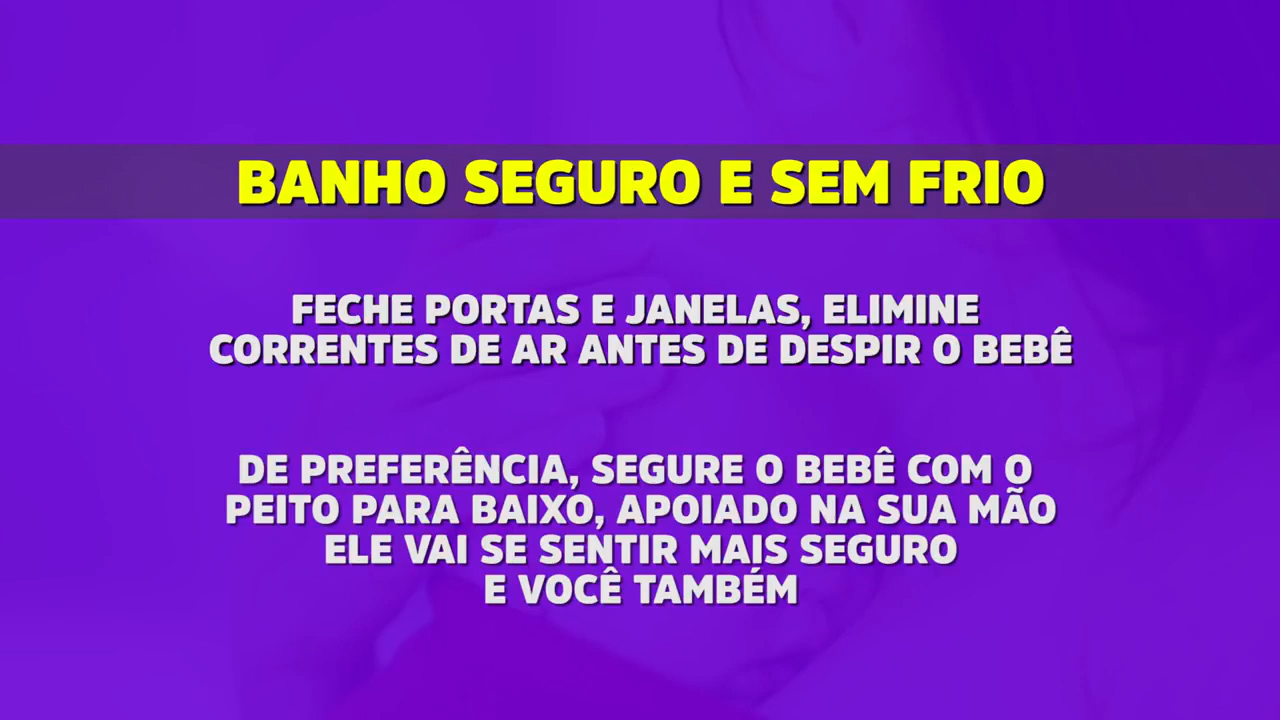 BANHO SEGURO E SEM FRIO
FECHE PORTAS E JANELAS, ELIMINE
CORRENTES DE AR ANTES DE DESPIR O BEBÊ
DE PREFERÊNCIA, SEGURE O BEBÊ COM O
PEITO PARA BAIXO, APOIADO NA SUA MÃO
ELE VAI SE SENTIR MAIS SEGURO
E VOCÊ TAMBÉM